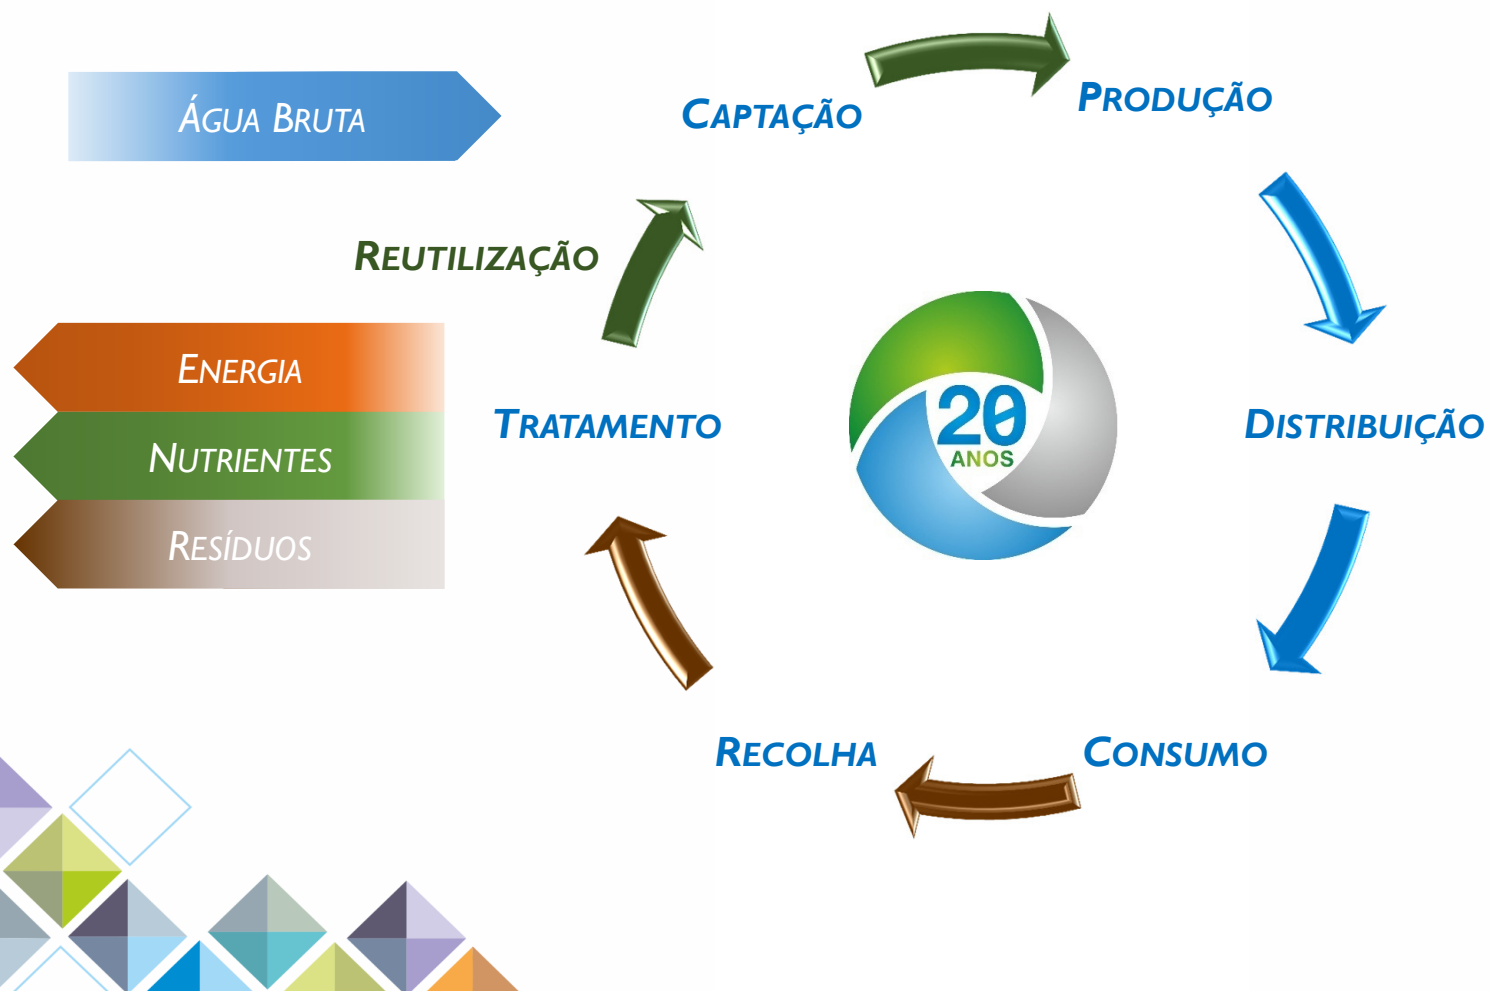 Água Bruta
Captação
Produção
Reutilização
Energia
Nutrientes
Resíduos
Tratamento
20
ANOS
Distribuição
Recolha
Consumo